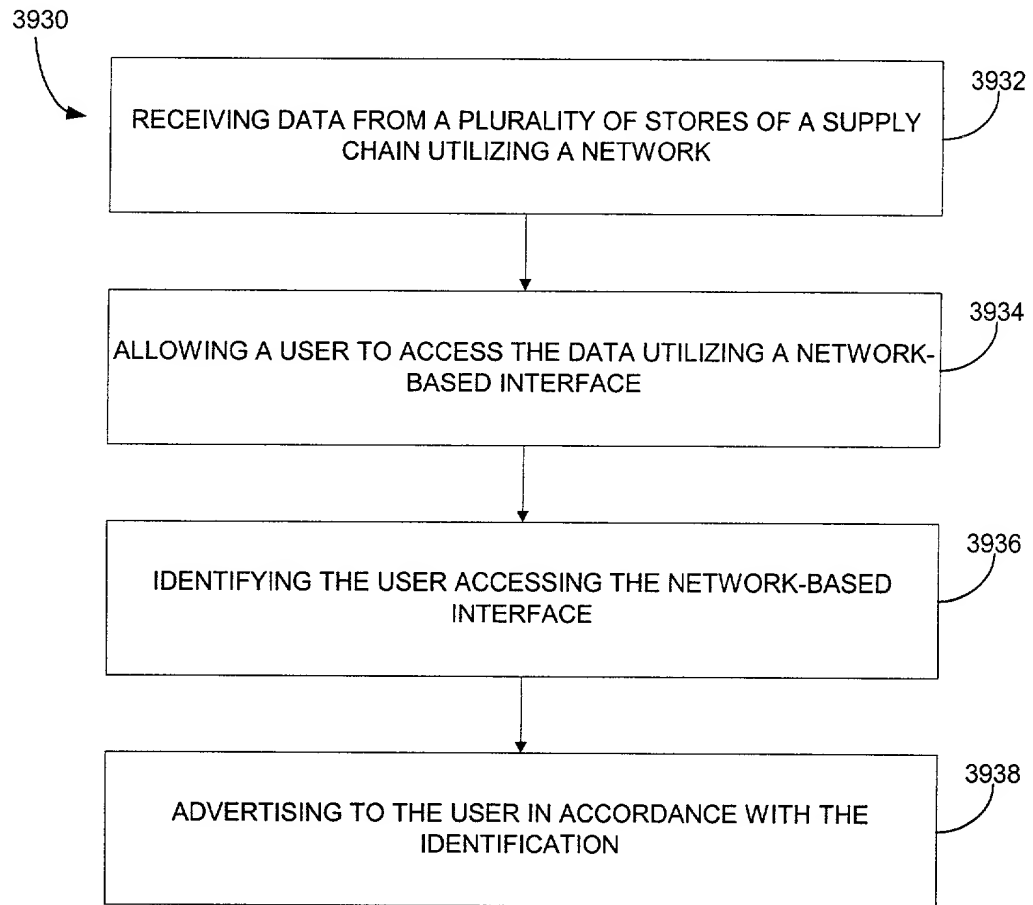 3930
3932
RECEIVING DATA FROM A PLURALITY OF STORES OF A SUPPLY
CHAIN UTILIZING A NETWORK
3934
ALLOWING A USER TO ACCESS THE DATA UTILIZING A NETWORK-
BASED INTERFACE
3936
IDENTIFYING THE USER ACCESSING THE NETWORK-BASED
INTERFACE
3938
ADVERTISING TO THE USER IN ACCORDANCE WITH THE
IDENTIFICATION